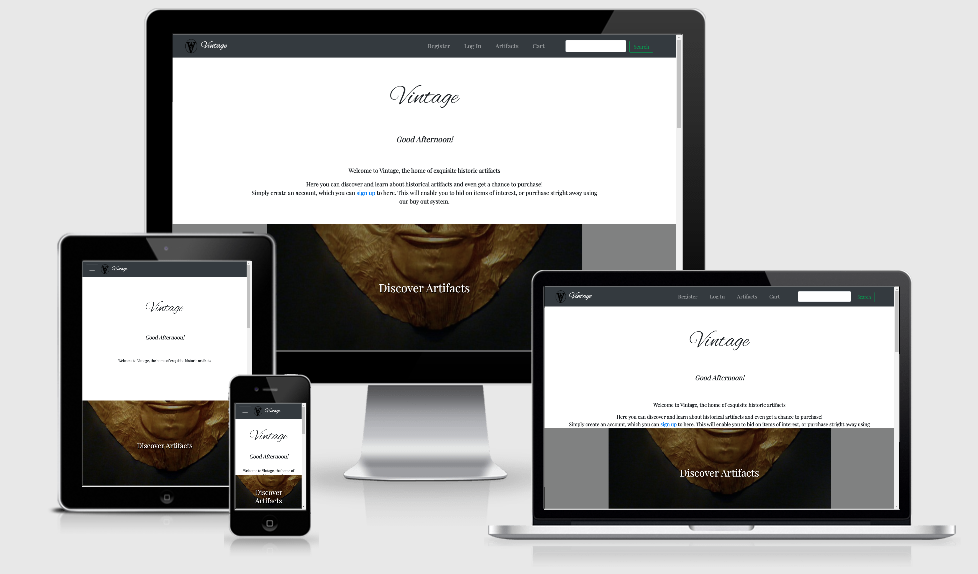 Vintage
Register Log In Artifacts Cart Search
Vintage
Good Afternoon!
Welcome to Vintage, the home of exquisite historic artifacts
Here you can discover and learn about historical artifacts and even get a chance to purchase!
Simply create an account, which you can sign up to here. This will enable you to bid on items of interest, or purchase stright away using
our buy out system.
Discover Artifacts
Vintage
Vintage
Good Afternoon!
Welcome to Vintage, the home of exquisite historic artifacts
Discover Artifacts
Vintage
Vintage
Good Afternoon!
Welcome to Vintage, the home of
Discover
Artifacts
Vintage
Register Log In Artifacts Cart Search
Vintage
Good Afternoon!
Welcome to Vintage, the home of exquisite historic artifacts
Here you can discover and learn about historical artifacts and even get a chance to purchase!
Simply create an account, which you can sign up to here. This will enable you to bid on items of interest, or purchase stright away using
Discover Artifacts